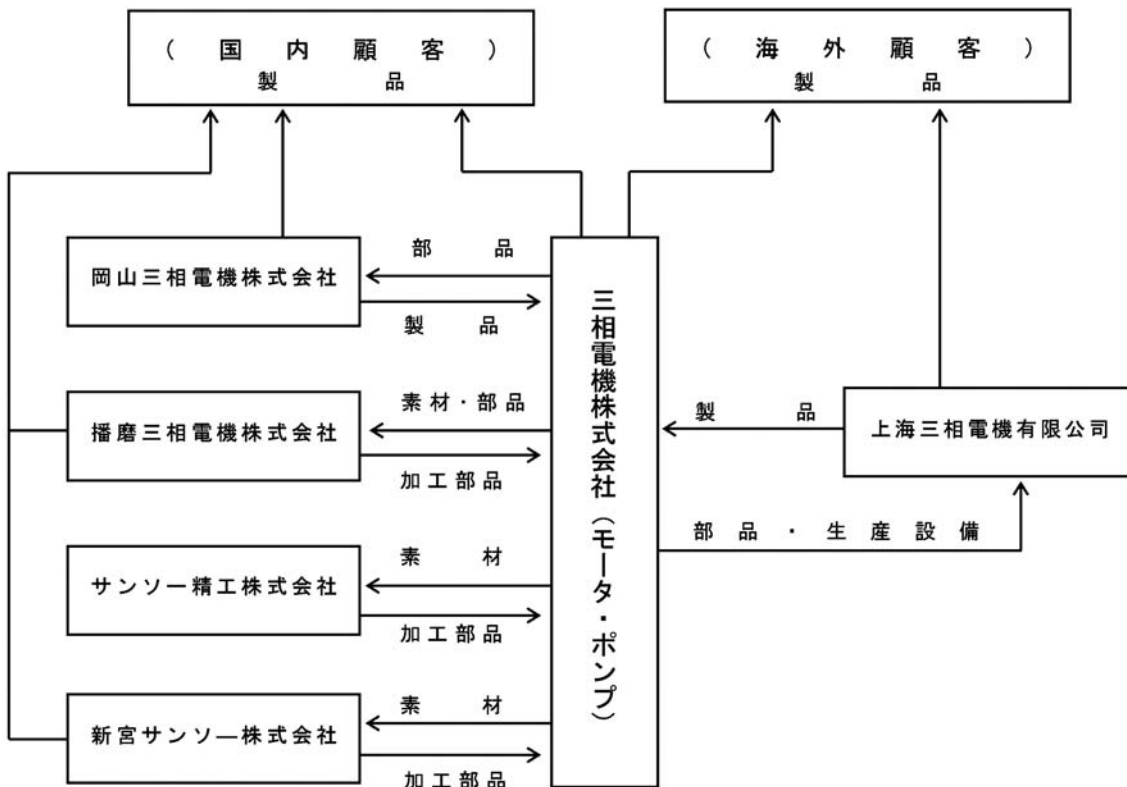 （国内顧客）
製品
（海外顧客）
製品
岡山三相電機株式会社
部品
製品
播磨三相電機株式会社
素材・部品
加工部品
サンソー精工株式会社
素材
加工部品
新宮サンソ―株式会社
素材
加工部品
三相電機株式会社（モータ・ポンプ）
製品
上海三相電機有限公司
部品・生産設備